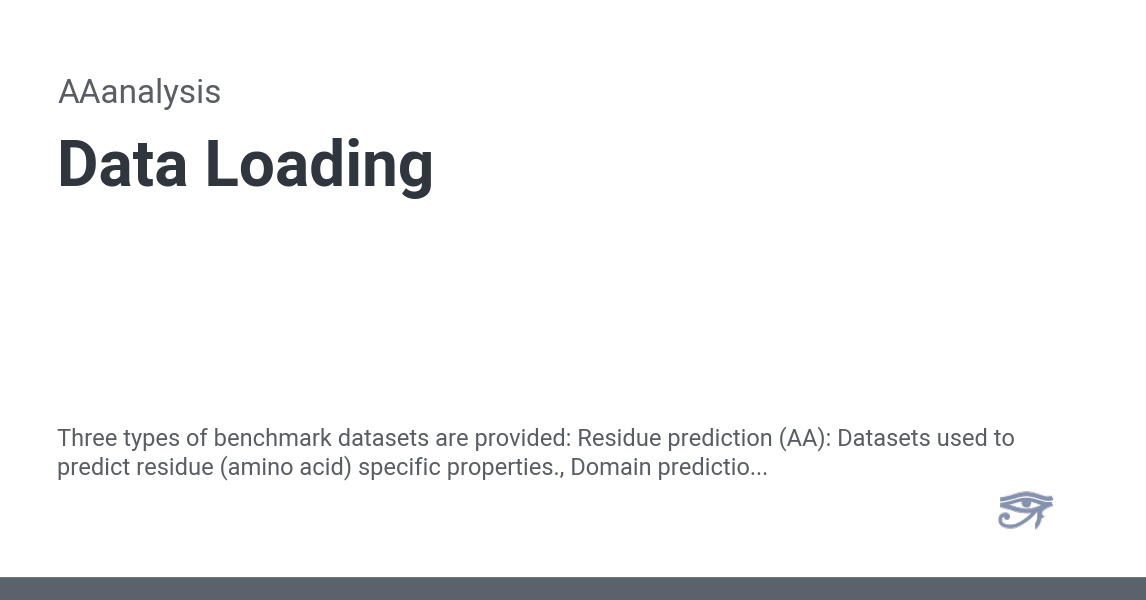 AAanalysis
Data Loading
Three types of benchmark datasets are provided: Residue prediction (AA): Datasets used to
predict residue (amino acid) specific properties., Domain predictio...